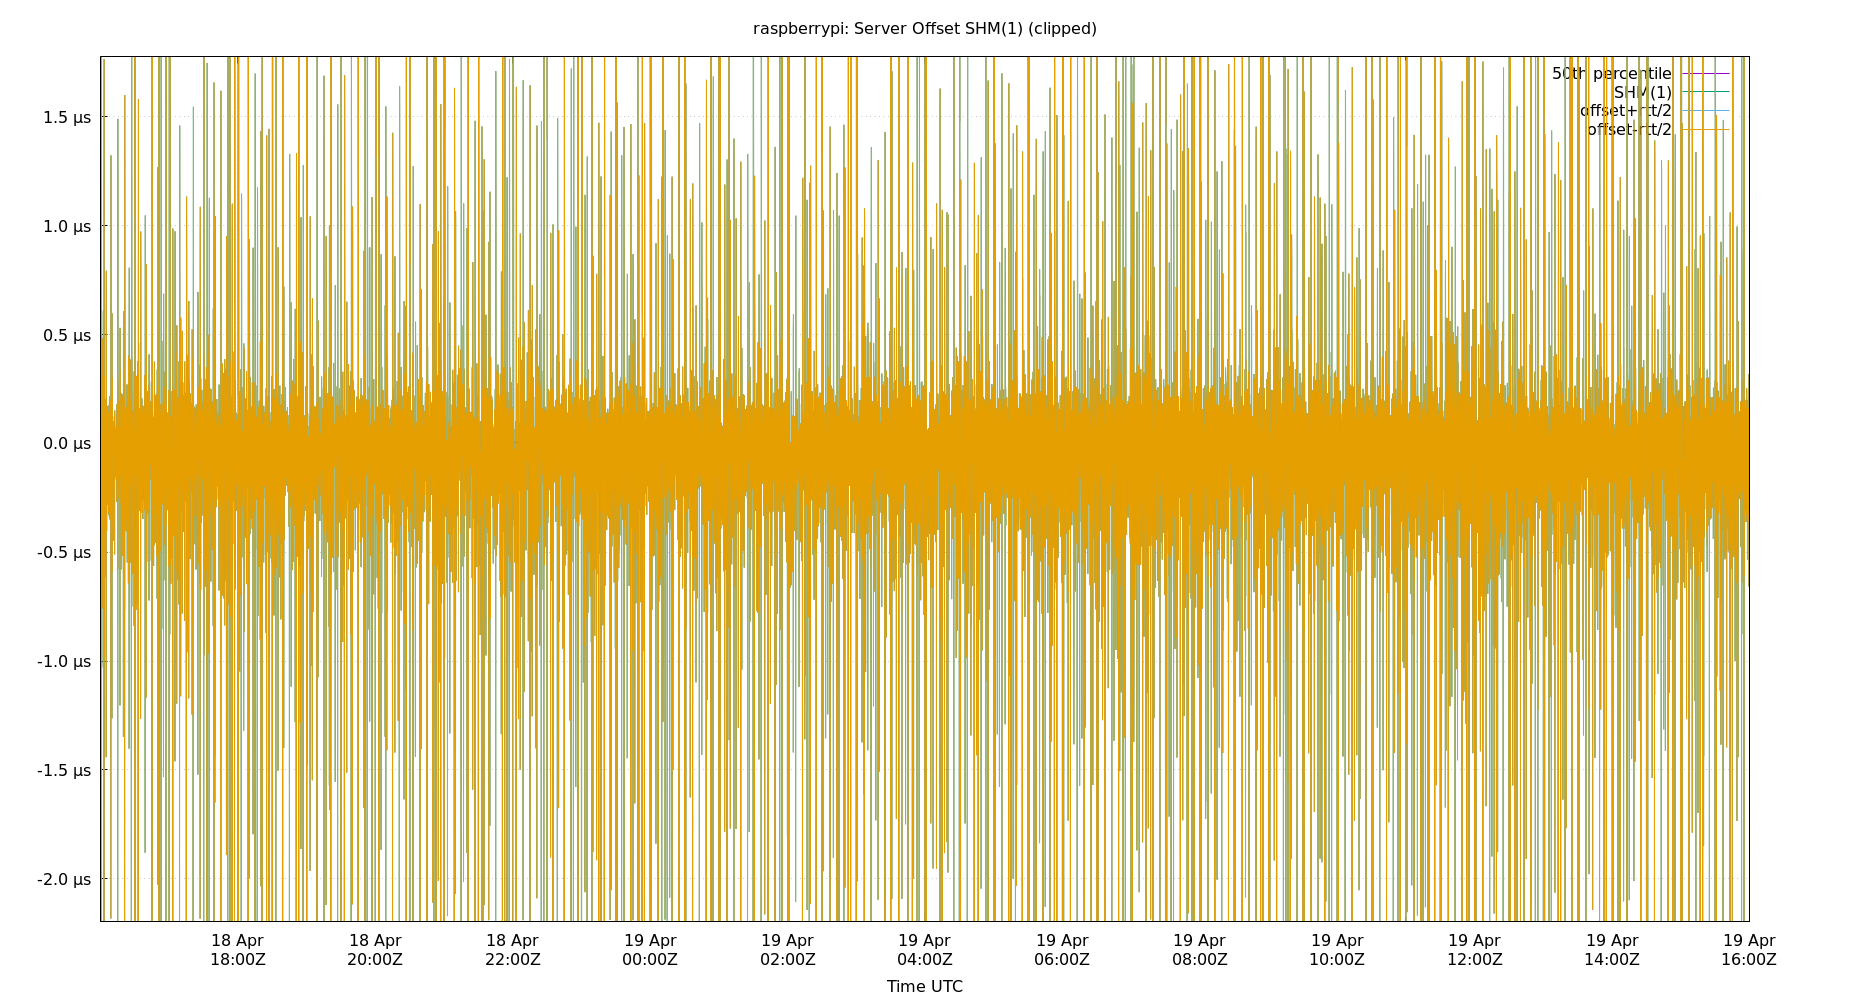 raspberrypi: Server Offset SHM(1) (clipped)
50th percentile
SHM(1)
offset+rtt/2
offset-rtt/2
1.5 µs
1.0 µs
0.5 µs
0.0 µs
-0.5 µs
-1.0 µs
-1.5 µs
-2.0 µs
18 Apr 18 Apr 18 Apr 19 Apr 19 Apr 19 Apr 19 Apr 19 Apr 19 Apr 19 Apr 19 Apr 19 Apr
18:00Z 20:00Z 22:00Z 00:00Z 02:00Z 04:00Z 06:00Z 08:00Z 10:00Z 12:00Z 14:00Z 16:00Z
Time UTC